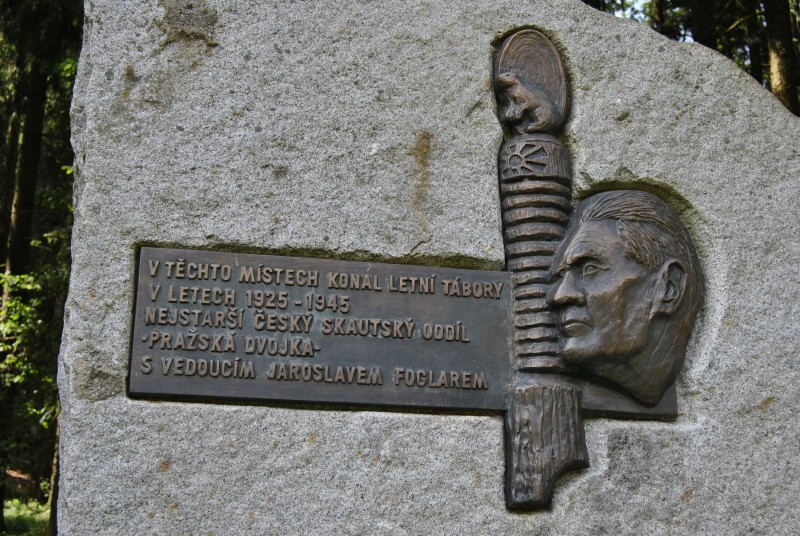 V TĚCHTO MÍSTECH KONAL LETNÍ TÁBORY
V LETECH 1925 - 1945
NEJSTARŠÍ ČESKÝ SKAUTSKÝ ODDÍL
-PRAŽSKÁ DVOJKA-
S VEDOUCÍM JAROSLAVEM FOGLAREM